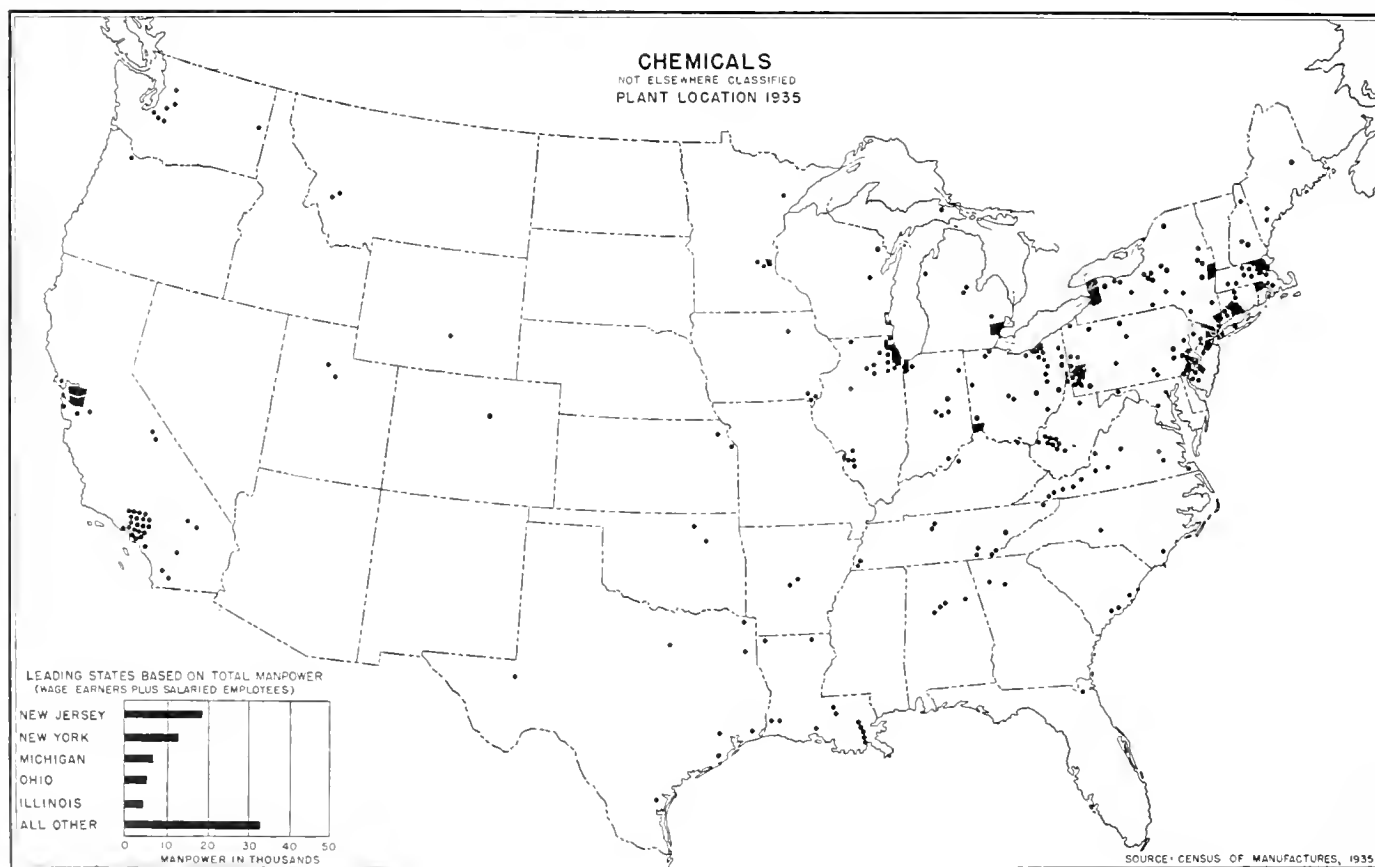 CHEMICALS
NOT ELSEWHERE CLASSIFIED
PLANT LOCATION 1935
LEADING STATES BASED ON TOTAL MANPOWER
(WAGE EARNERS PLUS SALARIED EMPLOYEES)
NEW JERSEY
NEW YORK
MICHIGAN
OHIO
ILLINOIS
ALL OTHER
0 10 20 30 40 50
MANPOWER IN THOUSANDS
SOURCE: CENSUS OF MANUFACTURES, 1935